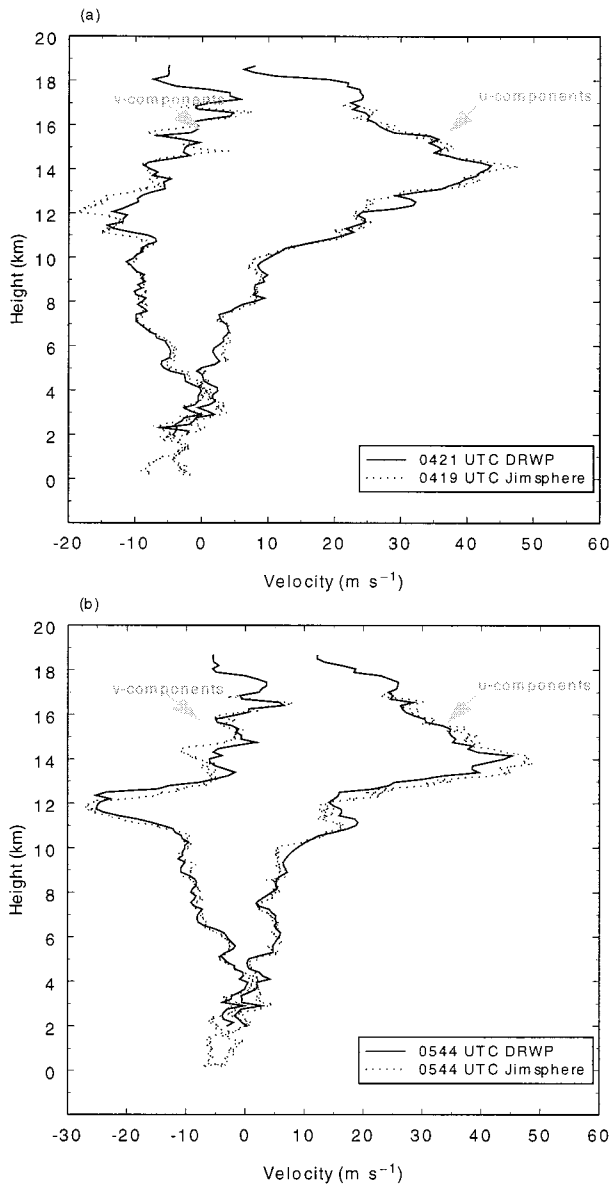 (a)
20
18
16
14
12
10
8
6
4
2
0
Height (km)
v-components
u-components
0421 UTC DRWP
0419 UTC Jimsphere
-20 -10 0 10 20 30 40 50 60
Velocity (m s⁻¹)
(b)
20
18
16
14
12
10
8
6
4
2
0
Height (km)
v-components
u-components
0544 UTC DRWP
0544 UTC Jimsphere
-30 -20 -10 0 10 20 30 40 50 60
Velocity (m s⁻¹)